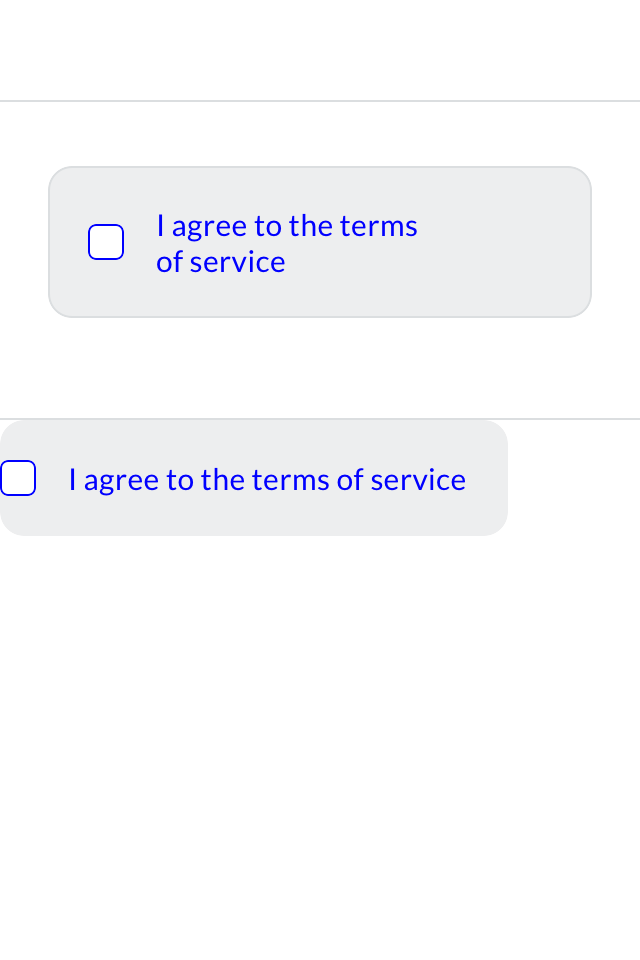 I agree to the terms
of service
I agree to the terms of service